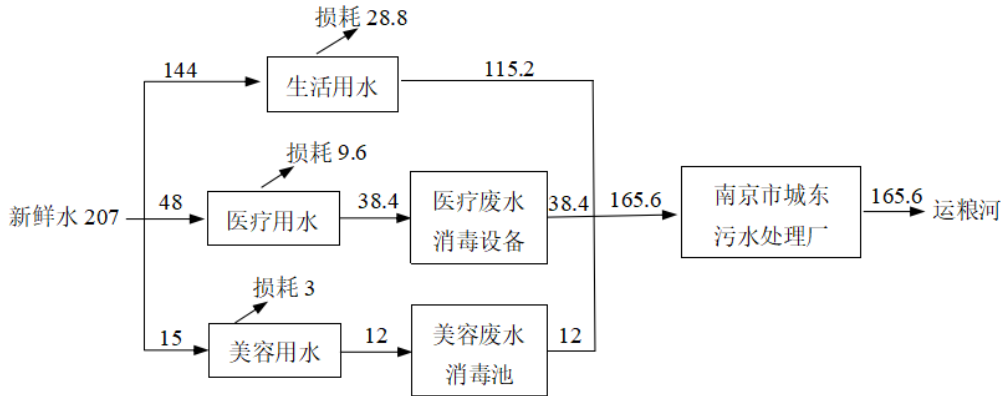 损耗 28.8
144
生活用水
115.2
损耗 9.6
新鲜水 207
48
医疗用水
38.4
医疗废水
消毒设备
38.4
165.6
南京市城东
污水处理厂
165.6
运粮河
损耗 3
15
美容用水
12
美容废水
消毒池
12